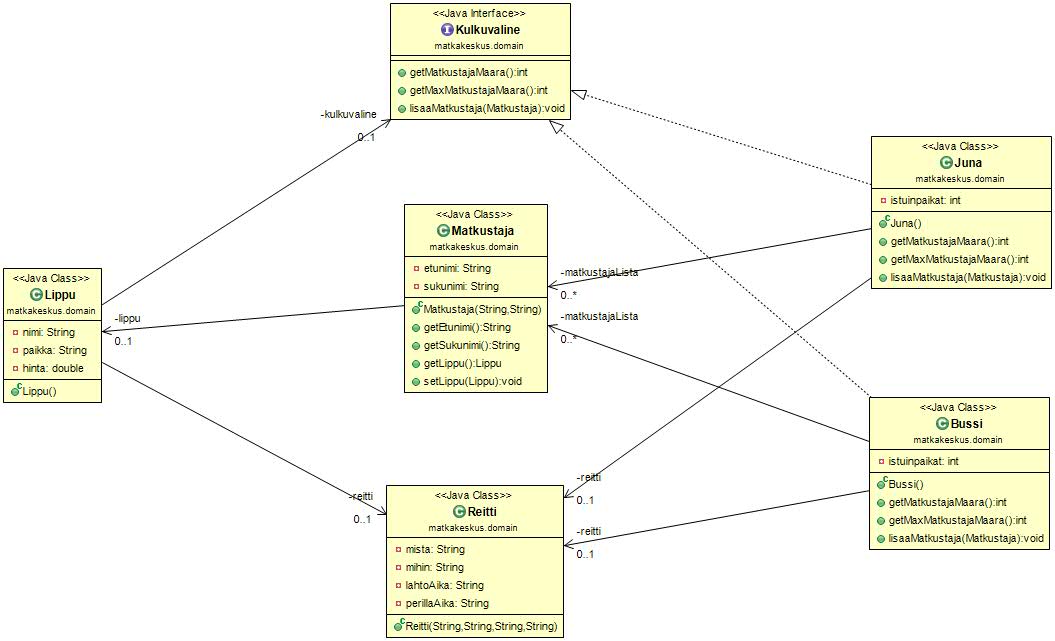 <<Java Interface>>
Kulkuvaline
matkakeskus.domain
getMatkustajaMaara():int
getMaxMatkustajaMaara():int
lisaaMatkustaja(Matkustaja):void
-kulkuvaline
0..1
<<Java Class>>
Juna
matkakeskus.domain
istuinpaikat: int
Juna()
getMatkustajaMaara():int
getMaxMatkustajaMaara():int
lisaaMatkustaja(Matkustaja):void
<<Java Class>>
Matkustaja
matkakeskus.domain
etunimi: String
sukunimi: String
Matkustaja(String,String)
getEtunimi():String
getSukunimi():String
getLippu():Lippu
setLippu(Lippu):void
-matkustajaLista
0..*
-matkustajaLista
0..*
<<Java Class>>
Lippu
matkakeskus.domain
nimi: String
paikka: String
hinta: double
Lippu()
-lippu
0..1
<<Java Class>>
Bussi
matkakeskus.domain
istuinpaikat: int
Bussi()
getMatkustajaMaara():int
getMaxMatkustajaMaara():int
lisaaMatkustaja(Matkustaja):void
-reitti
0..1
<<Java Class>>
Reitti
matkakeskus.domain
mista: String
mihin: String
lahtoAika: String
perillaAika: String
Reitti(String,String,String,String)
-reitti
0..1
-reitti
0..1